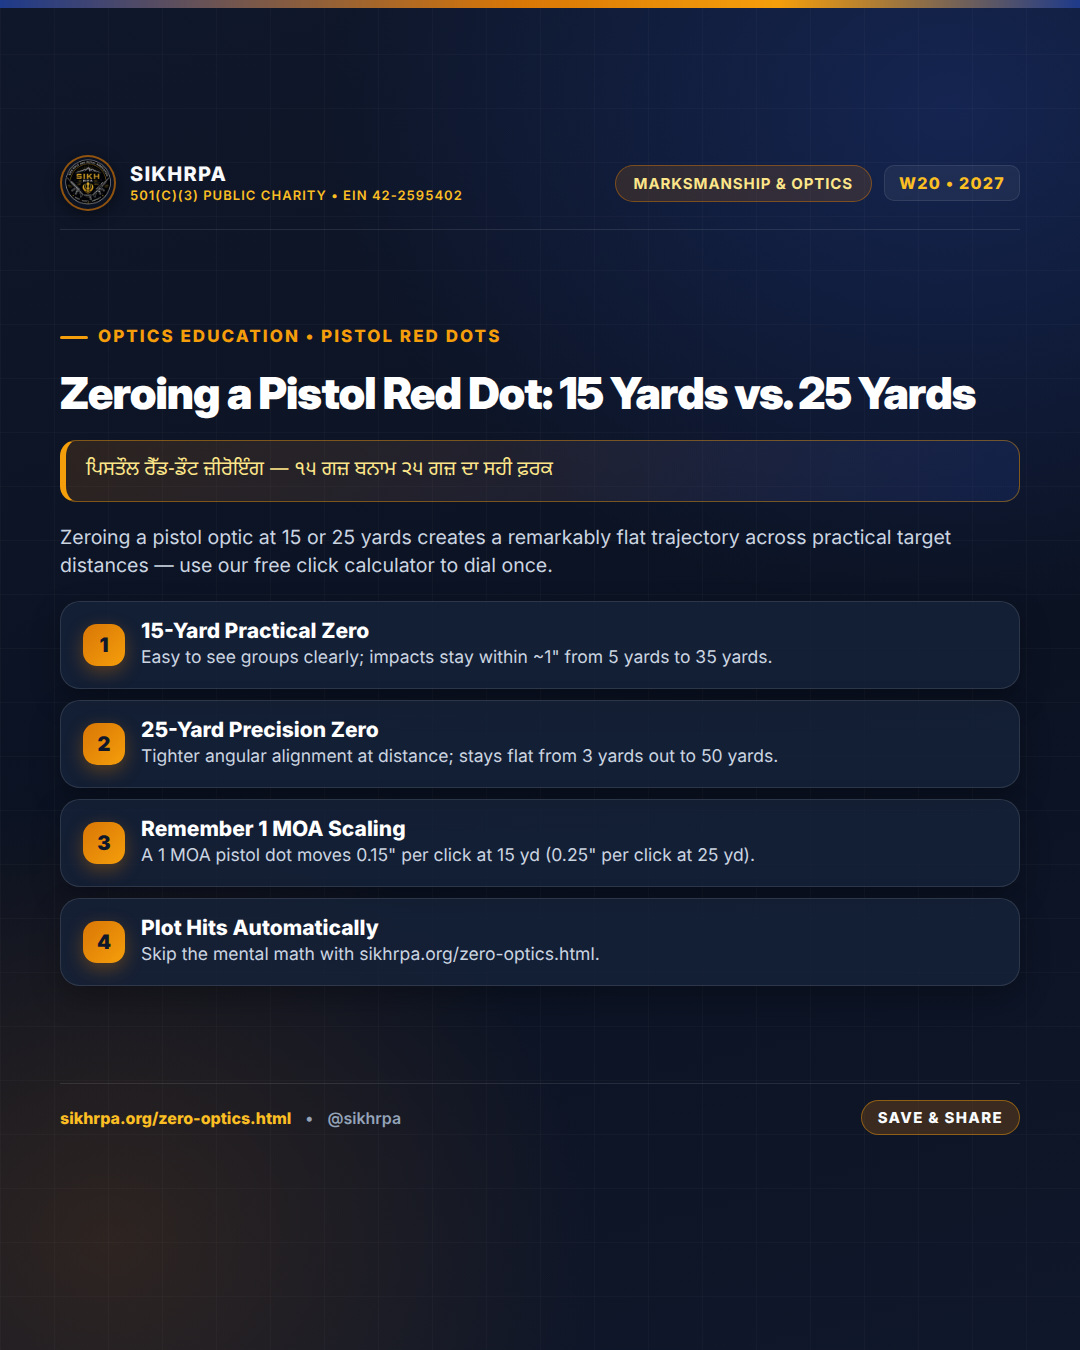 SIKH
SIKHRPA
501(C)(3) PUBLIC CHARITY • EIN 42-2595402
MARKSMANSHIP & OPTICS
W20 • 2027
OPTICS EDUCATION • PISTOL RED DOTS
Zeroing a Pistol Red Dot: 15 Yards vs. 25 Yards
ਪਿਸਤੌਲ ਰੈੱਡ-ਡੌਟ ਜ਼ੀਰੋਇੰਗ — ੧੫ ਗਜ਼ ਬਨਾਮ ੨੫ ਗਜ਼ ਦਾ ਸਹੀ ਫ਼ਰਕ
Zeroing a pistol optic at 15 or 25 yards creates a remarkably flat trajectory across practical target
distances — use our free click calculator to dial once.
1
15-Yard Practical Zero
Easy to see groups clearly; impacts stay within ~1" from 5 yards to 35 yards.
2
25-Yard Precision Zero
Tighter angular alignment at distance; stays flat from 3 yards out to 50 yards.
3
Remember 1 MOA Scaling
A 1 MOA pistol dot moves 0.15" per click at 15 yd (0.25" per click at 25 yd).
4
Plot Hits Automatically
Skip the mental math with sikhrpa.org/zero-optics.html.
sikhrpa.org/zero-optics.html • @sikhrpa
SAVE & SHARE